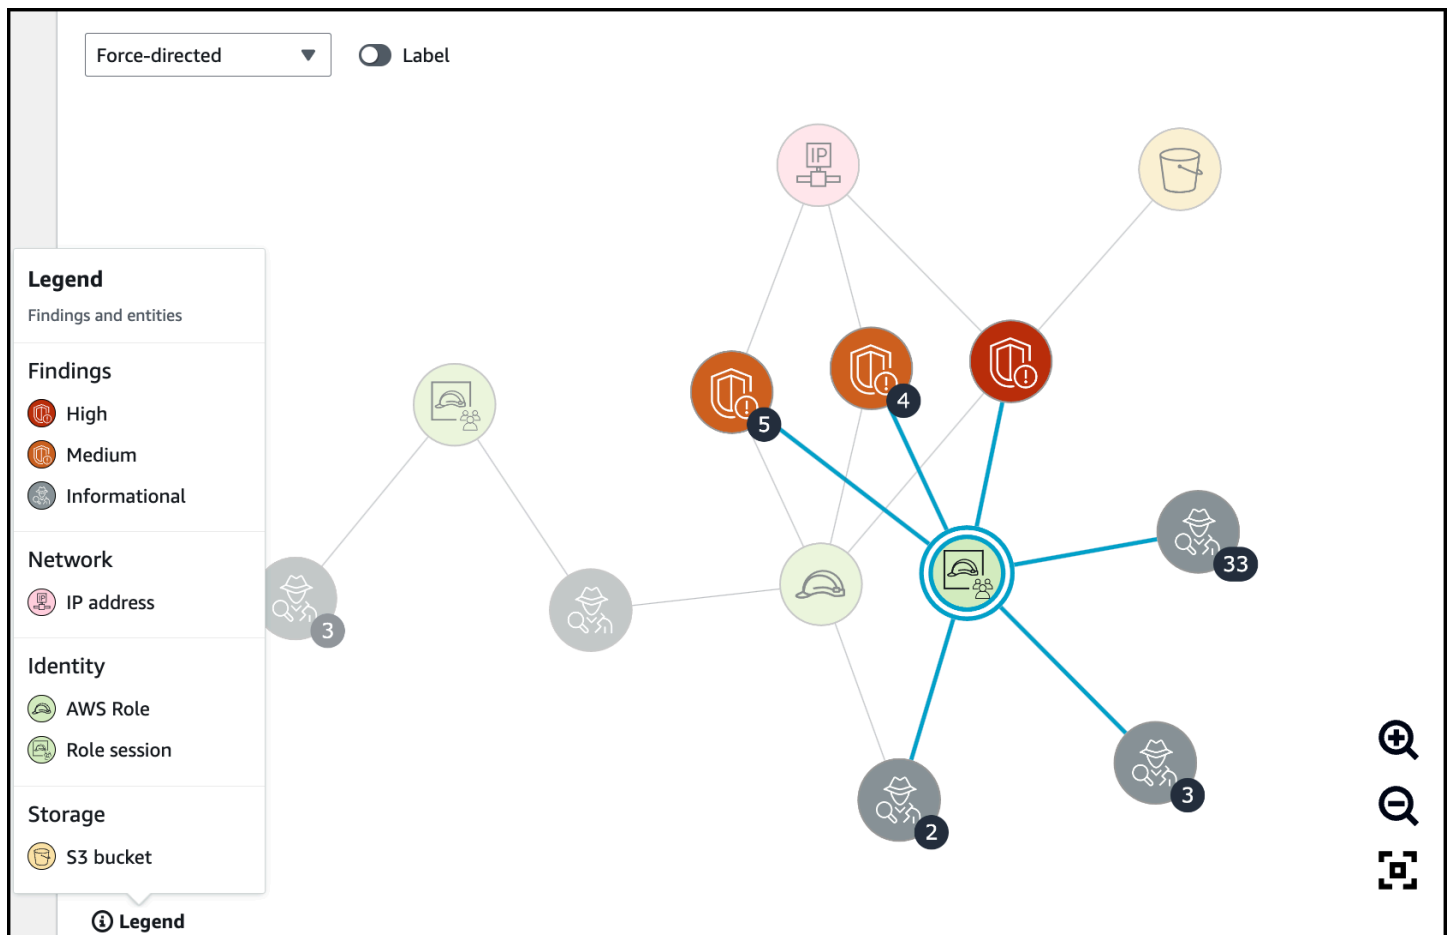 Force-directed
Label
IP
5
4
33
3
3
2
Legend
Findings and entities
Findings
High
Medium
Informational
Network
IP address
Identity
AWS Role
Role session
Storage
S3 bucket
Legend